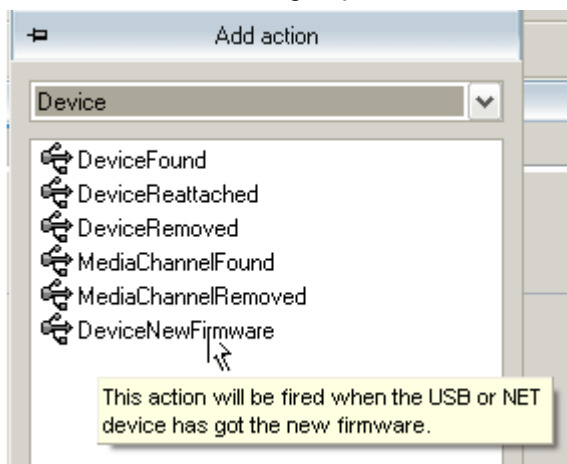 Add action
Device
DeviceFound
DeviceReattached
DeviceRemoved
MediaChannelFound
MediaChannelRemoved
DeviceNewFirmware
This action will be fired when the USB or NET
device has got the new firmware.